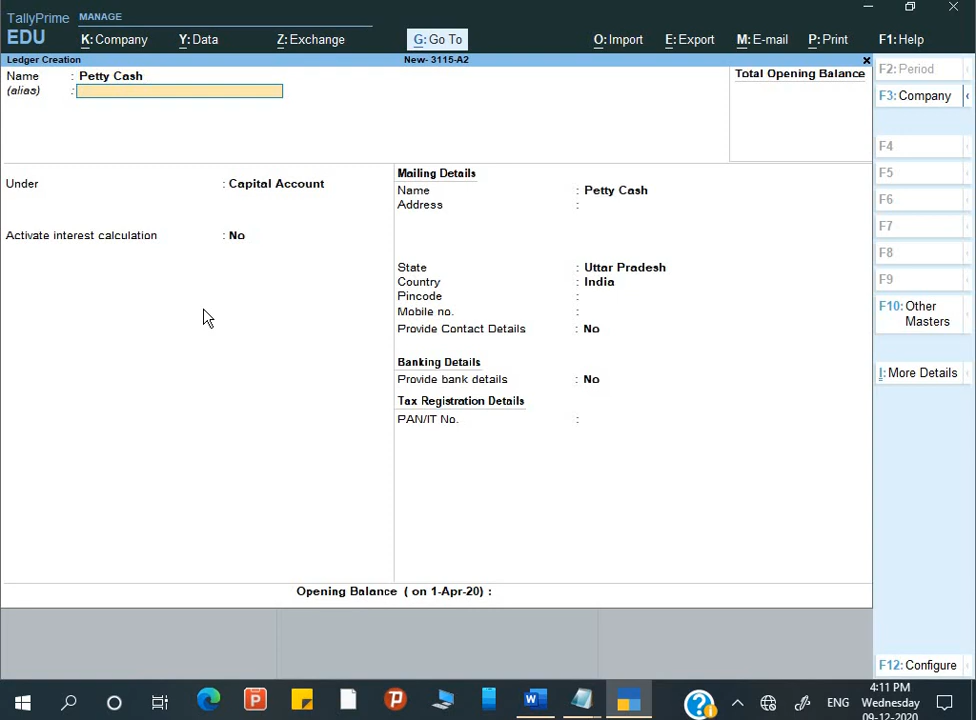 TallyPrime
MANAGE
EDU
K: Company
Y: Data
Z: Exchange
G: Go To
O: Import
E: Export
M: E-mail
P: Print
F1: Help
Ledger Creation
New- 3115-A2
×
Name : Petty Cash
(alias) :
Total Opening Balance
Under : Capital Account
Activate interest calculation : No
Mailing Details
Name : Petty Cash
Address :
State : Uttar Pradesh
Country : India
Pincode :
Mobile no. :
Provide Contact Details : No
Banking Details
Provide bank details : No
Tax Registration Details
PAN/IT No. :
Opening Balance ( on 1-Apr-20) :
F2: Period
F3: Company
F4
F5
F6
F7
F8
F9
F10: Other
Masters
I: More Details
F12: Configure
P
W
?
ENG
4:11 PM
Wednesday
09-12-2020